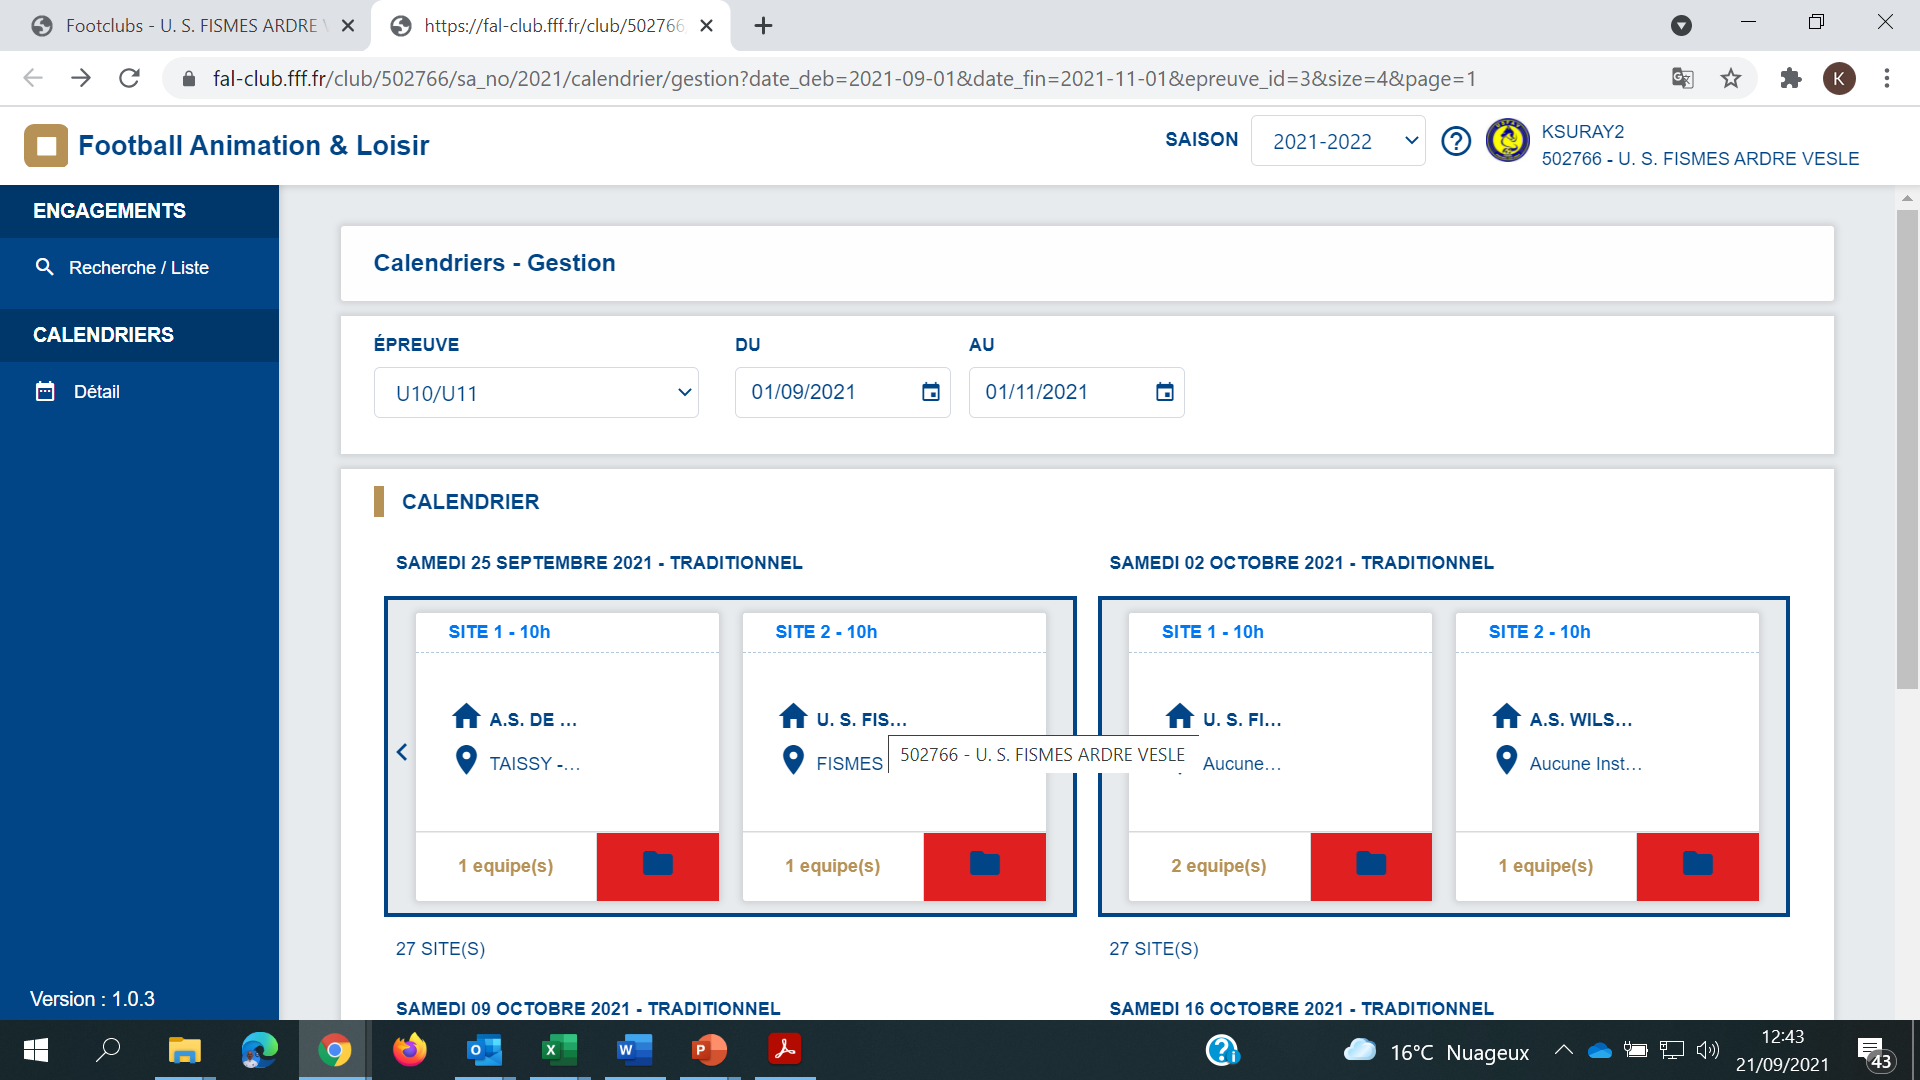 Footclubs - U. S. FISMES ARDRE
https://fal-club.fff.fr/club/502766
fal-club.fff.fr/club/502766/sa_no/2021/calendrier/gestion?date_deb=2021-09-01&date_fin=2021-11-01&epreuve_id=3&size=4&page=1
K
Football Animation & Loisir
SAISON
2021-2022
KSURAY2
502766 - U. S. FISMES ARDRE VESLE
ENGAGEMENTS
Recherche / Liste
CALENDRIERS
Détail
Version : 1.0.3
Calendriers - Gestion
ÉPREUVE
DU
AU
U10/U11
01/09/2021
01/11/2021
CALENDRIER
SAMEDI 25 SEPTEMBRE 2021 - TRADITIONNEL
SITE 1 - 10h
A.S. DE ...
TAISSY -...
1 equipe(s)
SITE 2 - 10h
U. S. FIS...
FISMES
1 equipe(s)
27 SITE(S)
502766 - U. S. FISMES ARDRE VESLE
SAMEDI 02 OCTOBRE 2021 - TRADITIONNEL
SITE 1 - 10h
U. S. FI...
Aucune...
2 equipe(s)
SITE 2 - 10h
A.S. WILS...
Aucune Inst...
1 equipe(s)
27 SITE(S)
SAMEDI 09 OCTOBRE 2021 - TRADITIONNEL
SAMEDI 16 OCTOBRE 2021 - TRADITIONNEL
16°C Nuageux
12:43
21/09/2021
43